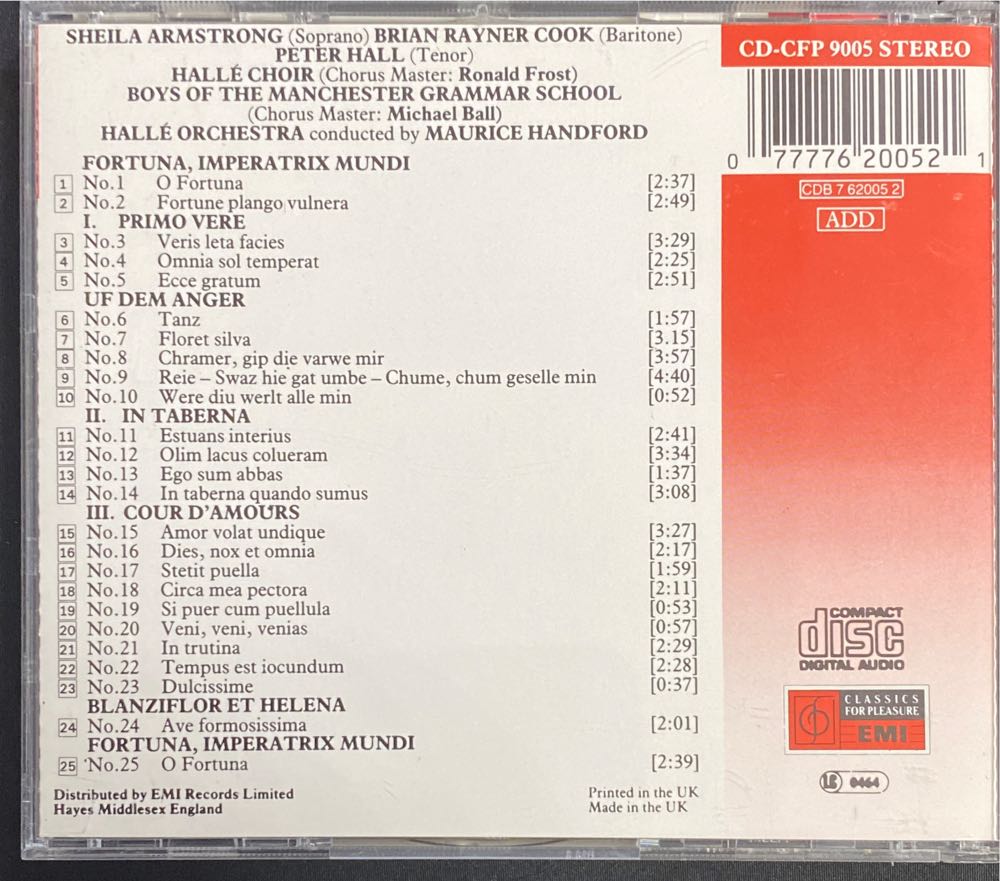 SHEILA ARMSTRONG (Soprano) BRIAN RAYNER COOK (Baritone)
PETER HALL (Tenor)
HALLÉ CHOIR (Chorus Master: Ronald Frost)
BOYS OF THE MANCHESTER GRAMMAR SCHOOL
(Chorus Master: Michael Ball)
HALLÉ ORCHESTRA conducted by MAURICE HANDFORD
FORTUNA, IMPERATRIX MUNDI
1 No.1 O Fortuna [2:37]
2 No.2 Fortune plango vulnera [2:49]
I. PRIMO VERE
3 No.3 Veris leta facies [3:29]
4 No.4 Omnia sol temperat [2:25]
5 No.5 Ecce gratum [2:51]
UF DEM ANGER
6 No.6 Tanz [1:57]
7 No.7 Floret silva [3.15]
8 No.8 Chramer, gip die varwe mir [3:57]
9 No.9 Reie – Swaz hie gat umbe – Chume, chum geselle min [4:40]
10 No.10 Were diu werlt alle min [0:52]
II. IN TABERNA
11 No.11 Estuans interius [2:41]
12 No.12 Olim lacus colueram [3:34]
13 No.13 Ego sum abbas [1:37]
14 No.14 In taberna quando sumus [3:08]
III. COUR D'AMOURS
15 No.15 Amor volat undique [3:27]
16 No.16 Dies, nox et omnia [2:17]
17 No.17 Stetit puella [1:59]
18 No.18 Circa mea pectora [2:11]
19 No.19 Si puer cum puellula [0:53]
20 No.20 Veni, veni, venias [0:57]
21 No.21 In trutina [2:29]
22 No.22 Tempus est iocundum [2:28]
23 No.23 Dulcissime [0:37]
BLANZIFLOR ET HELENA
24 No.24 Ave formosissima [2:01]
FORTUNA, IMPERATRIX MUNDI
25 No.25 O Fortuna [2:39]
Distributed by EMI Records Limited
Hayes Middlesex England
Printed in the UK
Made in the UK
CD-CFP 9005 STEREO
0 77776 20052 1
CDB 7 62005 2
ADD
COMPACT
disc
DIGITAL AUDIO
CLASSICS
FOR PLEASURE
EMI
LC 0464